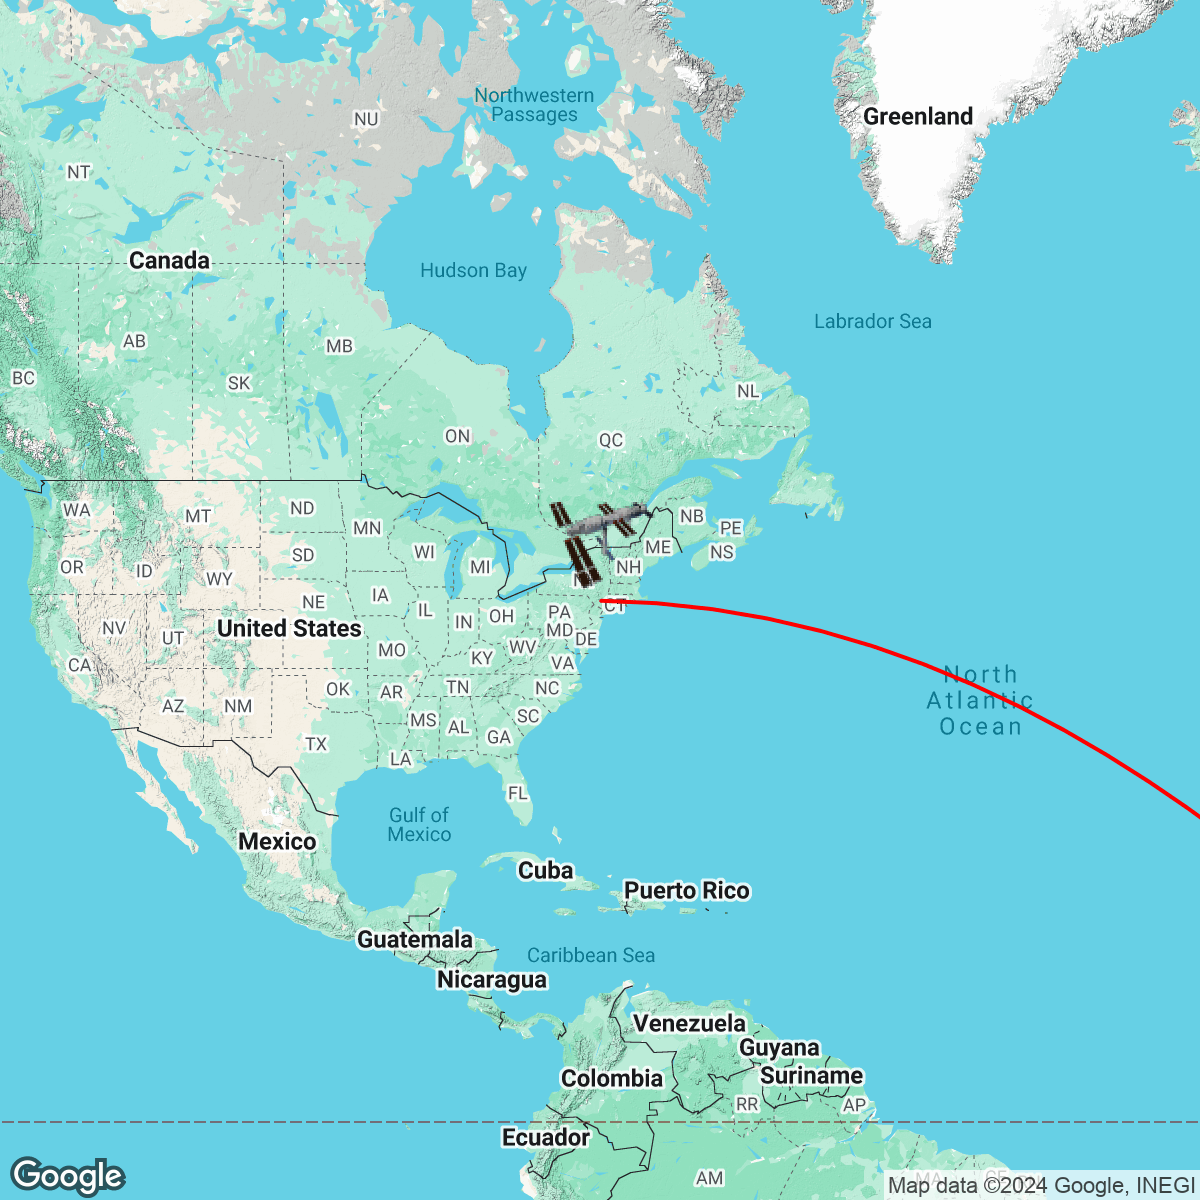 Northwestern
Passages
Greenland
NU
NT
Canada
Hudson Bay
Labrador Sea
AB
MB
BC
SK
NL
ON
QC
WA
MT
ND
MN
NB
PE
NS
OR
ID
SD
WI
MI
ME
NH
WY
NE
IA
IL
IN
OH
PA
CT
NV
UT
United States
MD
DE
CA
MO
KY
WV
VA
North
Atlantic
Ocean
AZ
NM
OK
AR
TN
NC
TX
MS
AL
SC
GA
LA
FL
Gulf of
Mexico
Mexico
Cuba
Puerto Rico
Guatemala
Caribbean Sea
Nicaragua
Venezuela
Guyana
Suriname
Colombia
RR
AP
Ecuador
AM
MA
CE
Google
Map data ©2024 Google, INEGI